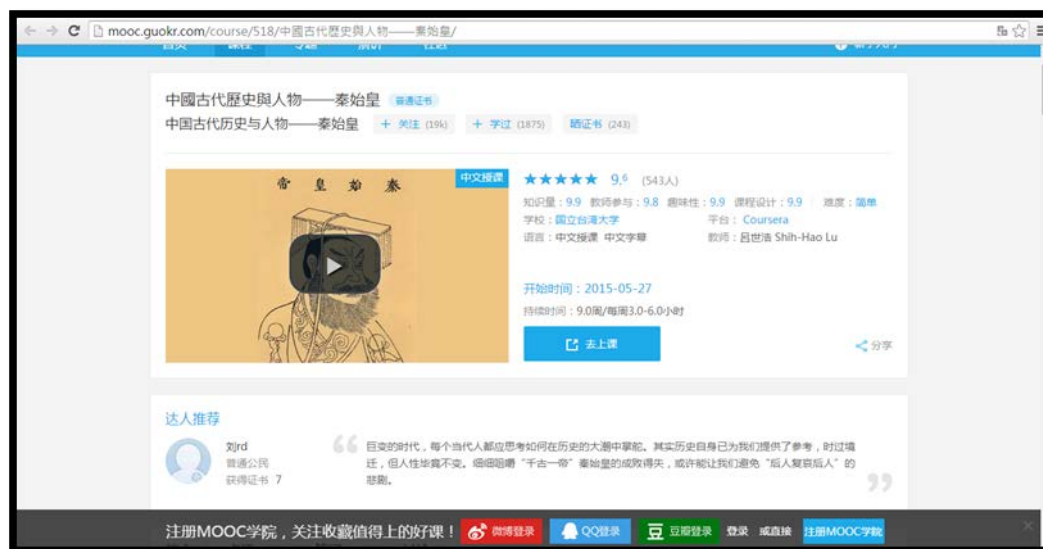 mooc.guokr.com/course/518/中國古代歷史與人物——秦始皇/
首页 课程 专题 测评 社区
中國古代歷史與人物——秦始皇 普通证书
中国古代历史与人物——秦始皇 + 关注 (19k) + 学过 (1875) 晒证书 (243)
帝 皇 始 秦
中文授课
★★★★★ 9.6 (543人)
知识量：9.9 教师参与：9.8 趣味性：9.9 课程设计：9.9 难度：简单
学校：国立台湾大学 平台： Coursera
语言：中文授课 中文字幕 教师：吕世浩 Shih-Hao Lu
开始时间：2015-05-27
持续时间：9.0周/每周3.0-6.0小时
去上课
分享
达人推荐
刘rd
普通公民
获得证书 7
巨变的时代，每个当代人都应思考如何在历史的大潮中掌舵。其实历史自身已为我们提供了参考，时过境
迁，但人性毕竟不变。细细咀嚼“千古一帝”秦始皇的成败得失，或许能让我们避免“后人复哀后人”的
悲剧。
注册MOOC学院，关注收藏值得上的好课！ 微博登录 QQ登录 豆 豆瓣登录 登录 或直接 注册MOOC学院